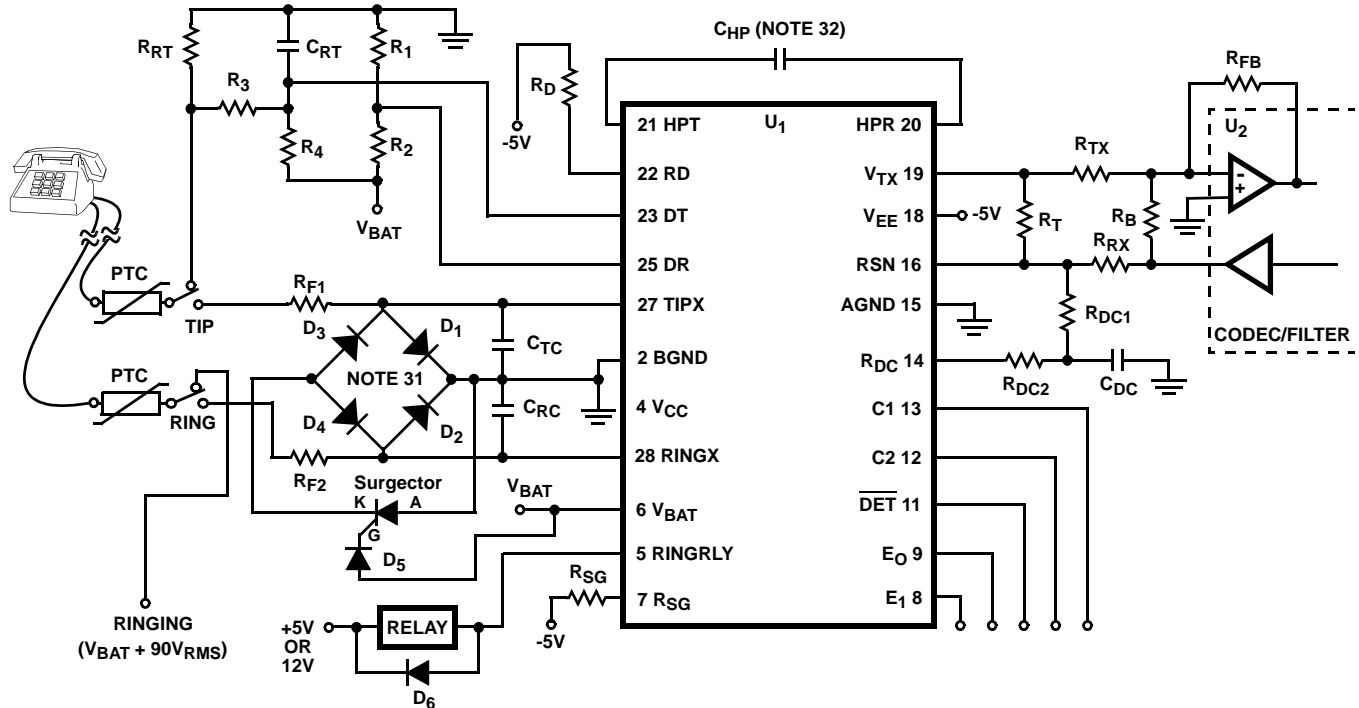 C_HP (NOTE 32)
R_RT
C_RT
R_1
R_3
R_4
R_2
V_BAT
-5V
R_D
U_1
21 HPT
22 RD
23 DT
25 DR
27 TIPX
2 BGND
4 V_CC
28 RINGX
6 V_BAT
5 RINGRLY
7 R_SG
HPR 20
V_TX 19
V_EE 18
RSN 16
AGND 15
R_DC 14
C1 13
C2 12
DET 11
E_O 9
E_1 8
-5V
R_FB
U_2
R_TX
R_T
R_B
R_RX
R_DC1
R_DC2
C_DC
-
+
CODEC/FILTER
PTC
TIP
R_F1
D_3
D_1
C_TC
NOTE 31
PTC
RING
D_4
D_2
C_RC
R_F2
Surgector
K
A
G
D_5
V_BAT
R_SG
-5V
RINGING
(V_BAT + 90V_RMS)
+5V
OR
12V
RELAY
D_6